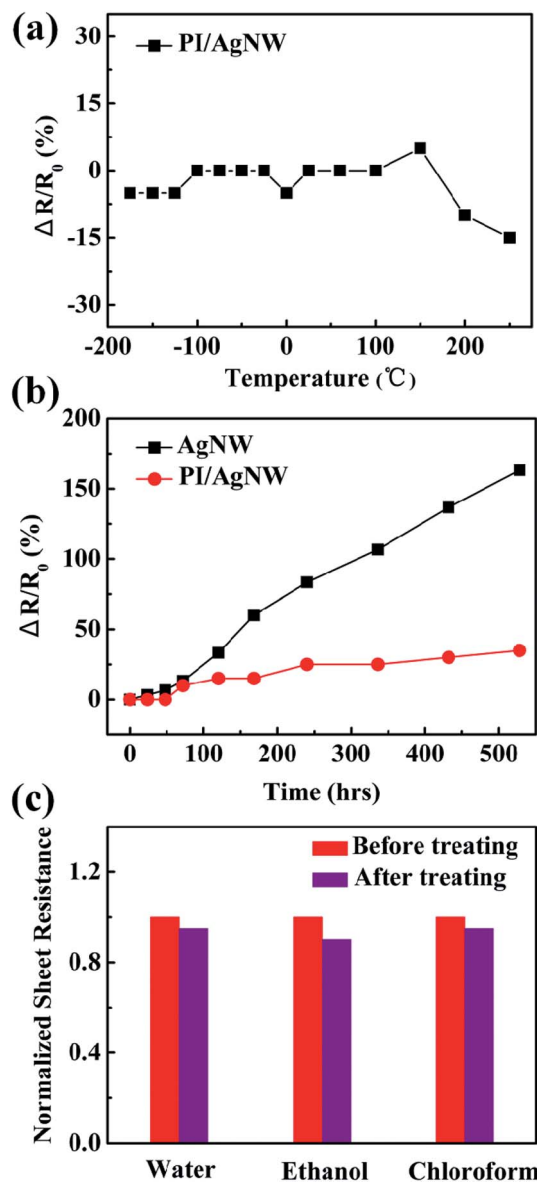 (a)
PI/AgNW
ΔR/R0 (%)
30
15
0
-15
-30
-200
-100
0
100
200
Temperature (℃)
(b)
AgNW
PI/AgNW
ΔR/R0 (%)
200
150
100
50
0
0
100
200
300
400
500
Time (hrs)
(c)
Before treating
After treating
Normalized Sheet Resistance
1.2
0.8
0.4
0.0
Water
Ethanol
Chloroform